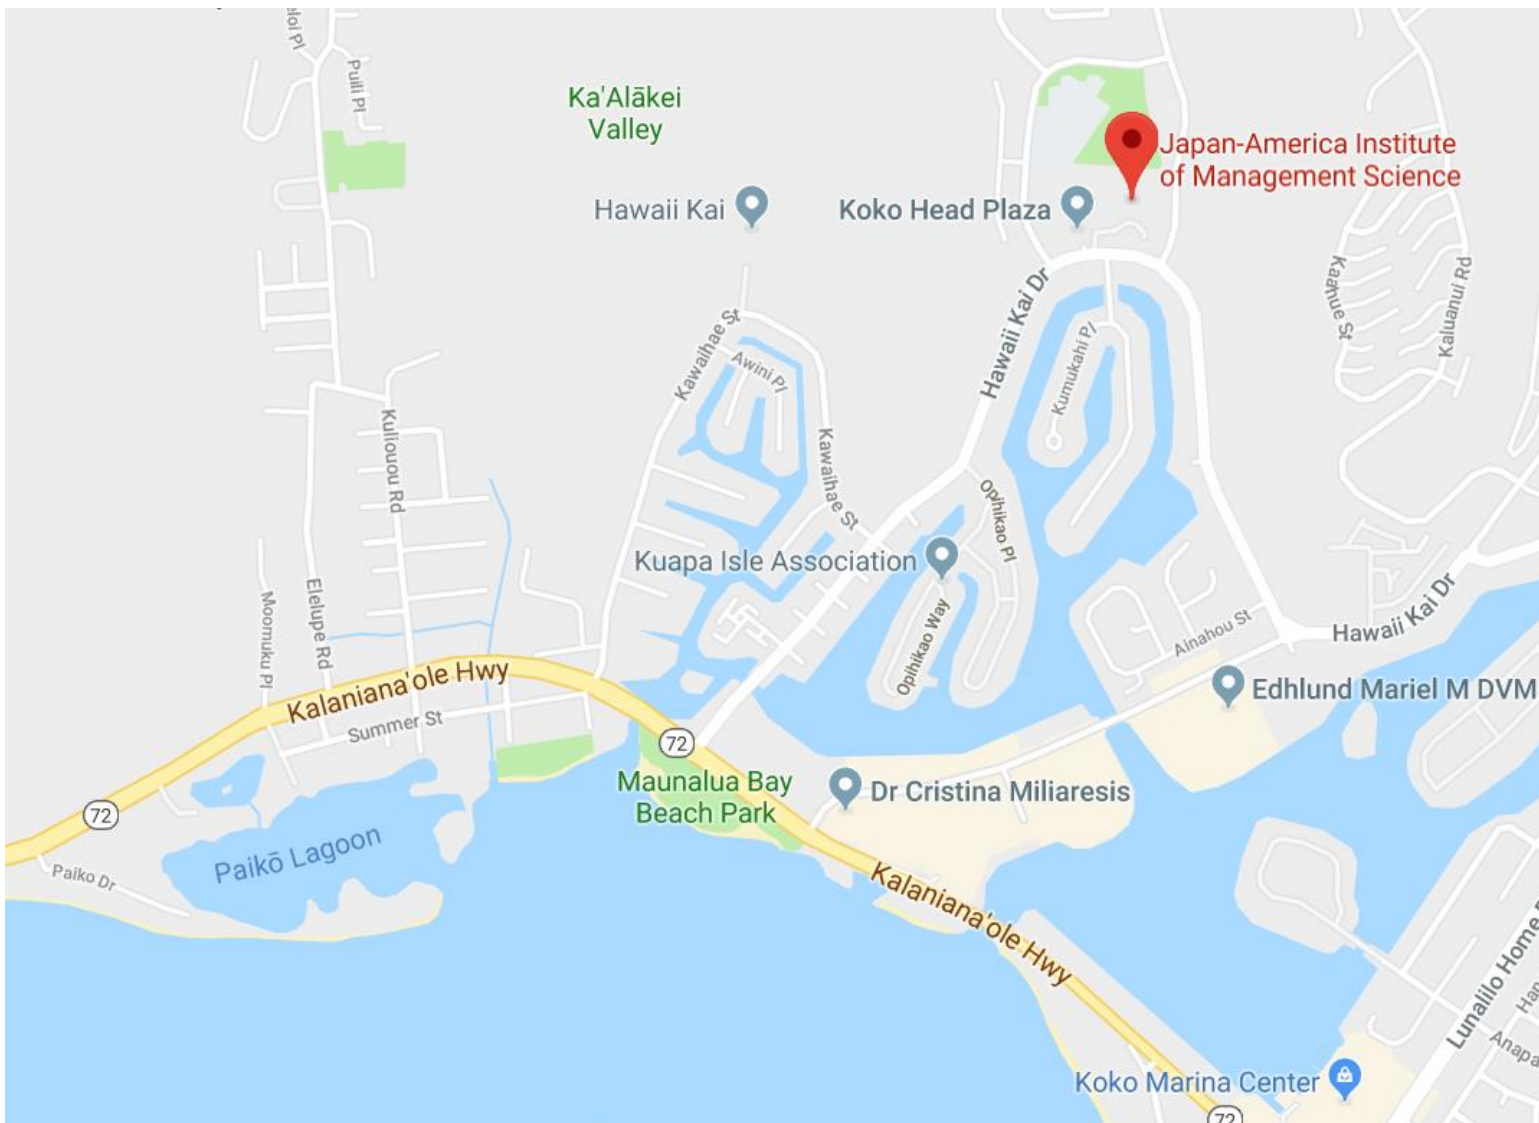 Puili Pl
Ka'Alākei
Valley
Japan-America Institute
of Management Science
Hawaii Kai
Koko Head Plaza
Kaluanui Rd
Hawaii Kai Dr
Kawaihae St
Awini Pl
Kumukahi Pl
Kuliouou Rd
Kawaihae St
Opihikao Pl
Kuapa Isle Association
Moomuku Pl
Elelupe Rd
Opihikao Way
Ainahou St
Hawaii Kai Dr
Kalaniana'ole Hwy
Summer St
Edhlund Mariel M DVM
72
Maunalua Bay
Beach Park
Dr Cristina Miliaresis
72
Paikō Lagoon
Paiko Dr
Kalaniana'ole Hwy
Lunalilo Home
Koko Marina Center
72